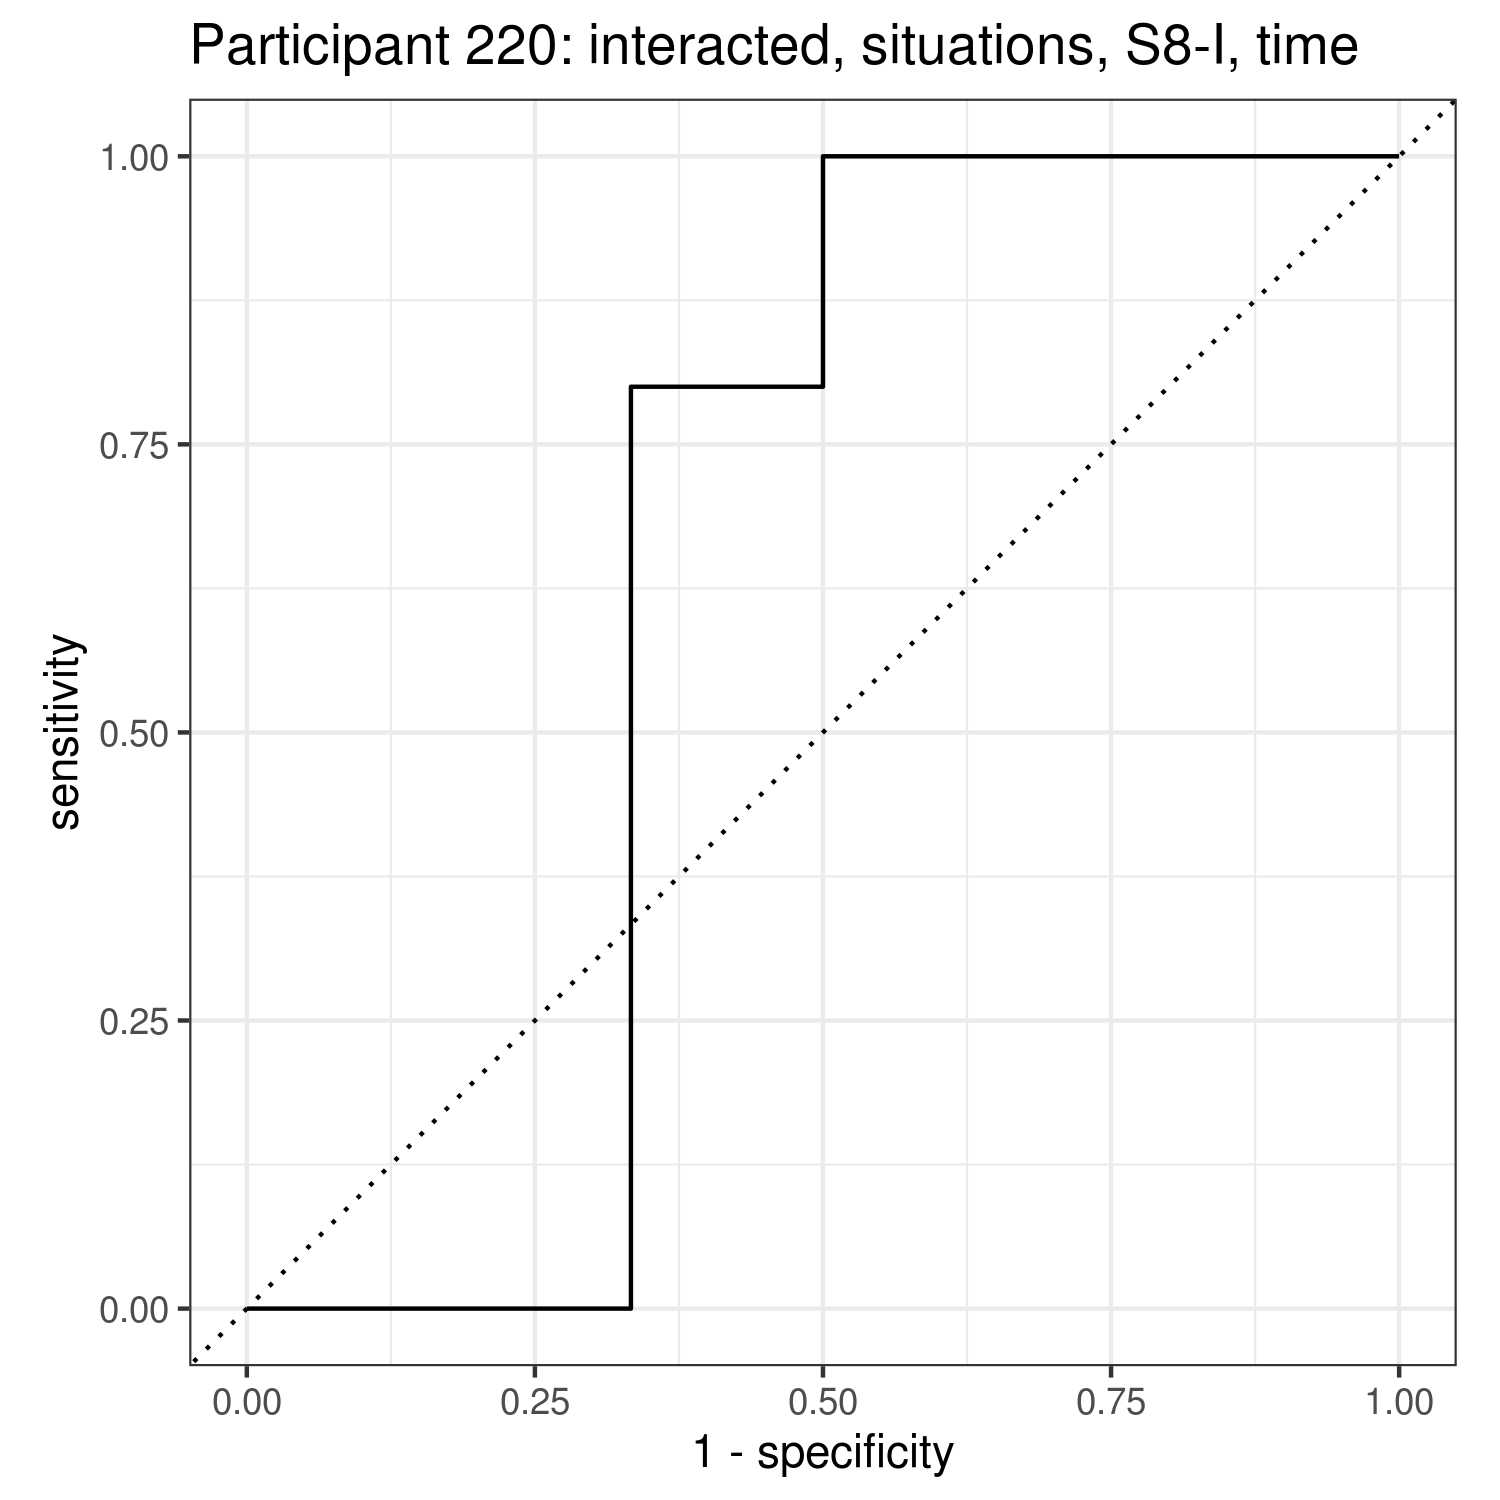 Participant 220: interacted, situations, S8-I, time
1.00
0.75
0.50
0.25
0.00
sensitivity
0.00 0.25 0.50 0.75 1.00
1 - specificity